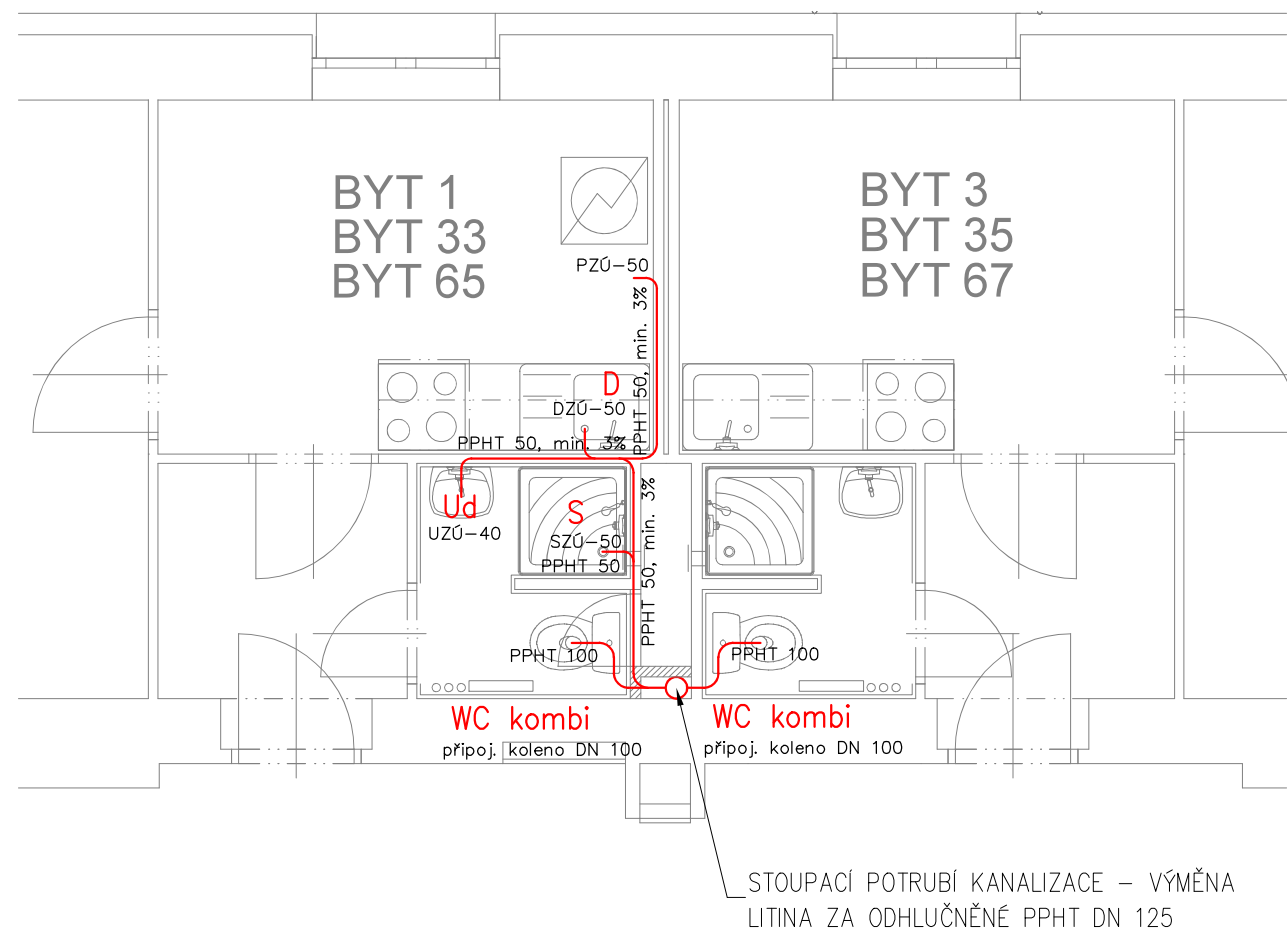 BYT 1
BYT 33
BYT 65
BYT 3
BYT 35
BYT 67
PZÚ-50
PPHT 50, min. 3%
D
DZÚ-50
PPHT 50, min. 3%
Ud
UZÚ-40
S
SZÚ-50
PPHT 50
PPHT 50, min. 3%
PPHT 100
PPHT 100
WC kombi
připoj. koleno DN 100
WC kombi
připoj. koleno DN 100
STOUPACÍ POTRUBÍ KANALIZACE – VÝMĚNA
LITINA ZA ODHLUČNĚNÉ PPHT DN 125